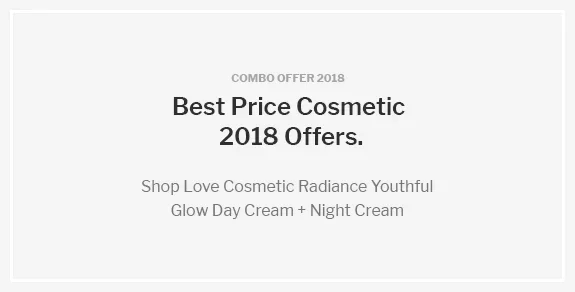 COMBO OFFER 2018
Best Price Cosmetic
2018 Offers.
Shop Love Cosmetic Radiance Youthful
Glow Day Cream + Night Cream